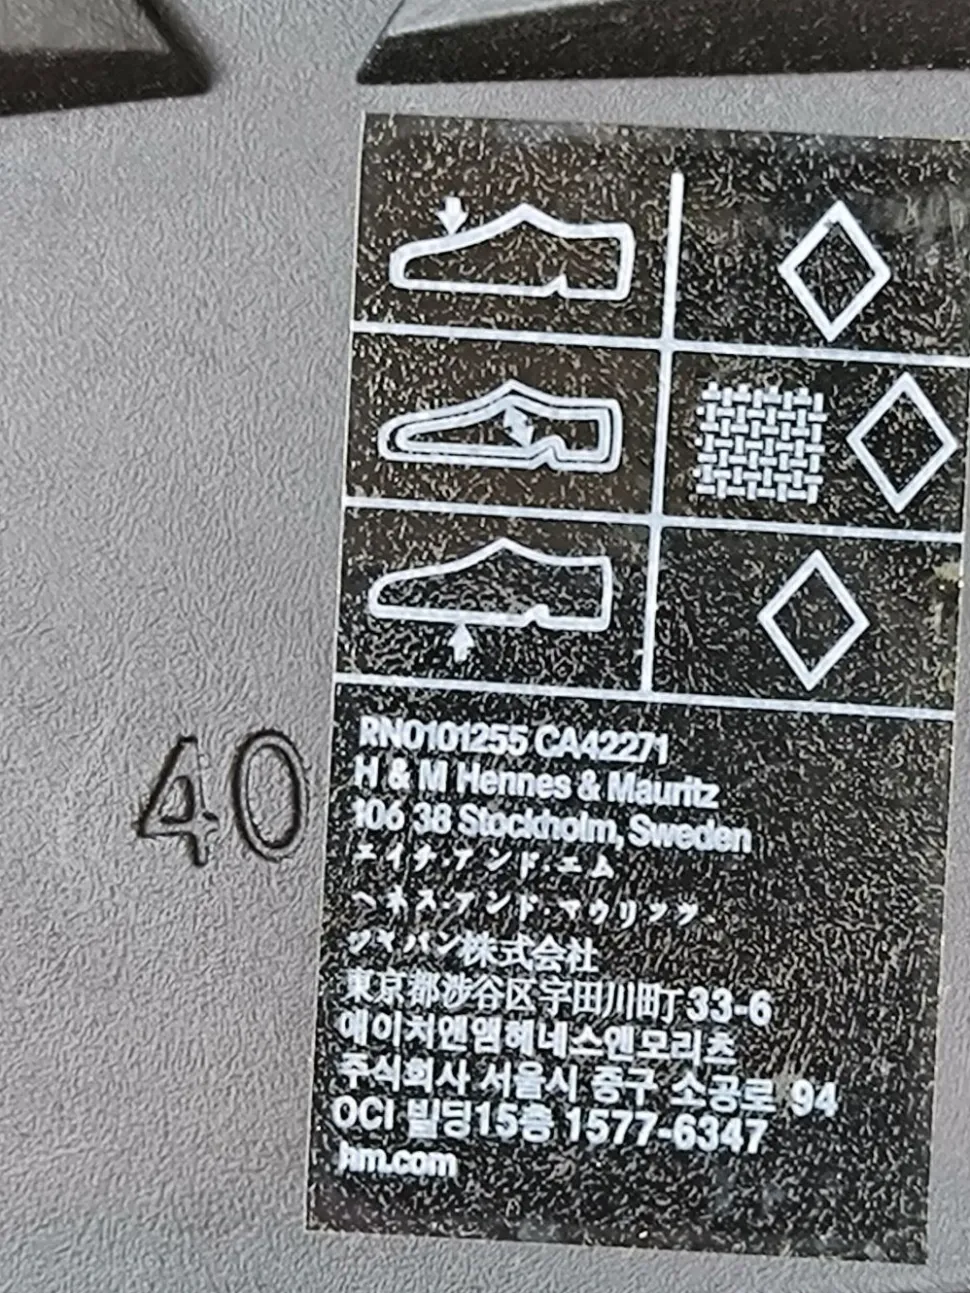 40
RN0101255 CA42271
H & M Hennes & Mauritz
106 38 Stockholm, Sweden
エイチ・アンド・エム
ヘネス・アンド・マウリッツ・
ジャパン株式会社
東京都渋谷区宇田川町33-6
에이치앤엠헤네스앤모리츠
주식회사 서울시 중구 소공로 94
OCI 빌딩15층 1577-6347
hm.com